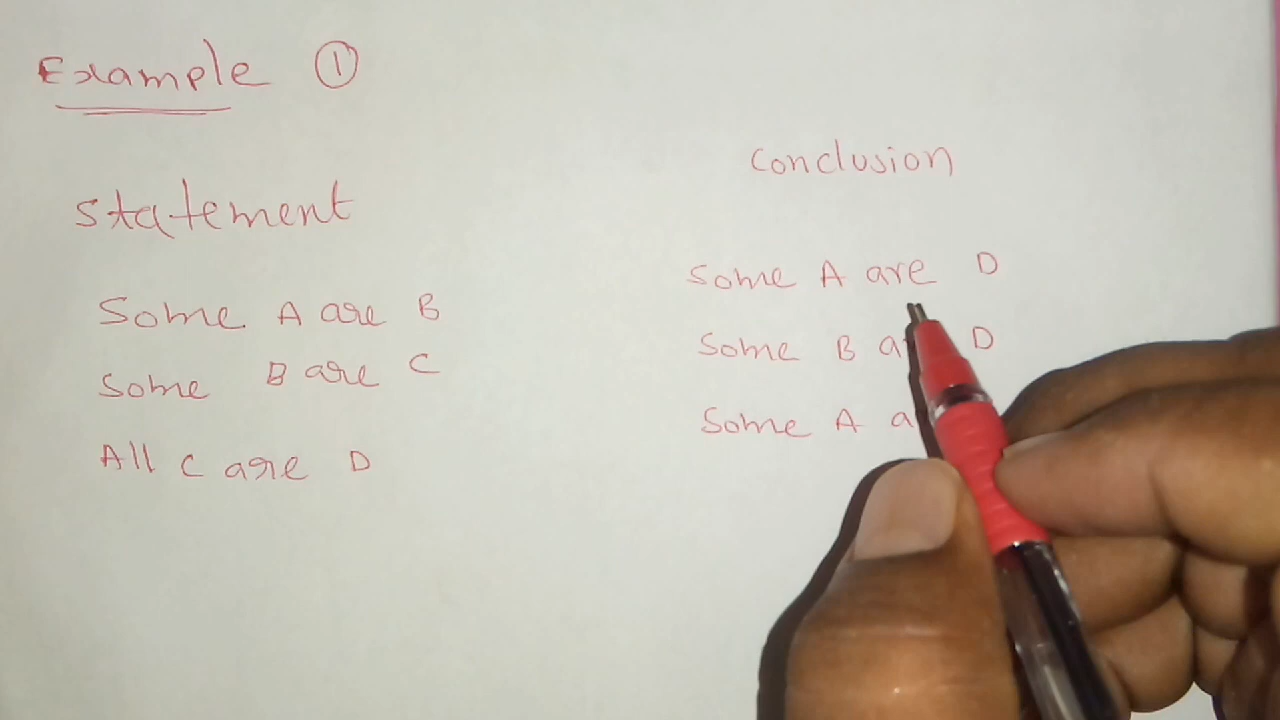 Example ①
Statement
Some A are B
Some B are C
All C are D
Conclusion
Some A are D
Some B D
Some A